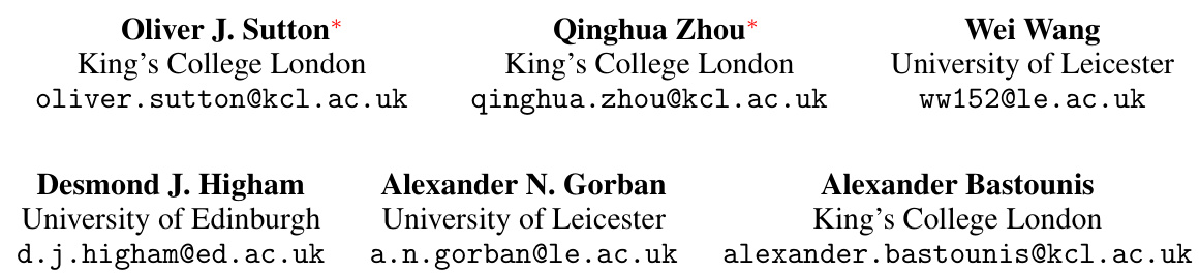 Oliver J. Sutton* Qinghua Zhou* Wei Wang
King's College London King's College London University of Leicester
oliver.sutton@kcl.ac.uk qinghua.zhou@kcl.ac.uk ww152@le.ac.uk
Desmond J. Higham Alexander N. Gorban Alexander Bastounis
University of Edinburgh University of Leicester King's College London
d.j.higham@ed.ac.uk a.n.gorban@le.ac.uk alexander.bastounis@kcl.ac.uk